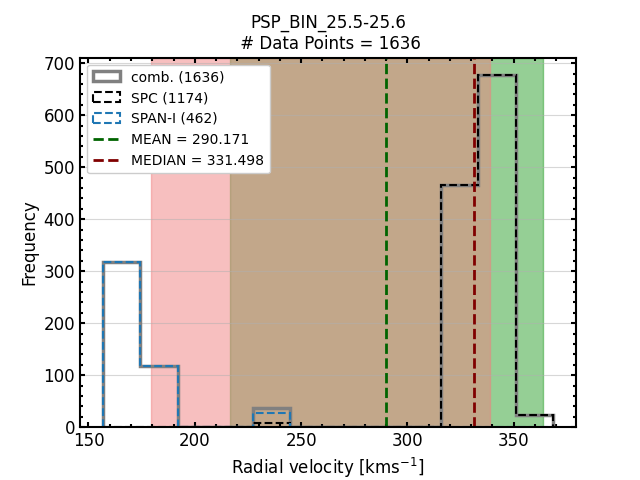 PSP_BIN_25.5-25.6
# Data Points = 1636
comb. (1636)
SPC (1174)
SPAN-I (462)
MEAN = 290.171
MEDIAN = 331.498
Frequency
700
600
500
400
300
200
100
0
150 200 250 300 350
Radial velocity [kms⁻¹]